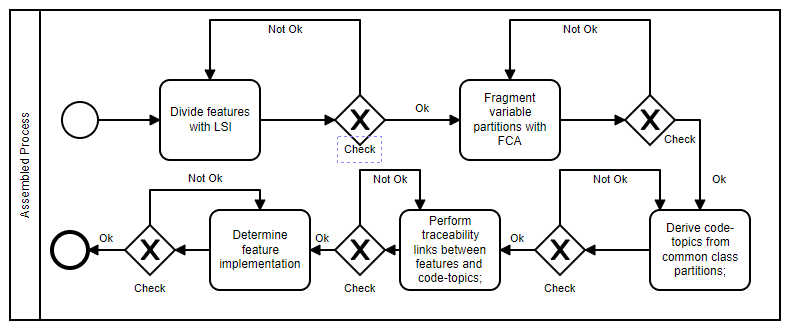 Assembled Process
Not Ok
Not Ok
Divide features
with LSI
Check
Ok
Fragment
variable
partitions with
FCA
Check
Ok
Not Ok
Not Ok
Not Ok
Ok
Check
Determine
feature
implementation
Ok
Check
Perform
traceability
links between
features and
code-topics;
Ok
Check
Derive code-
topics from
common class
partitions;